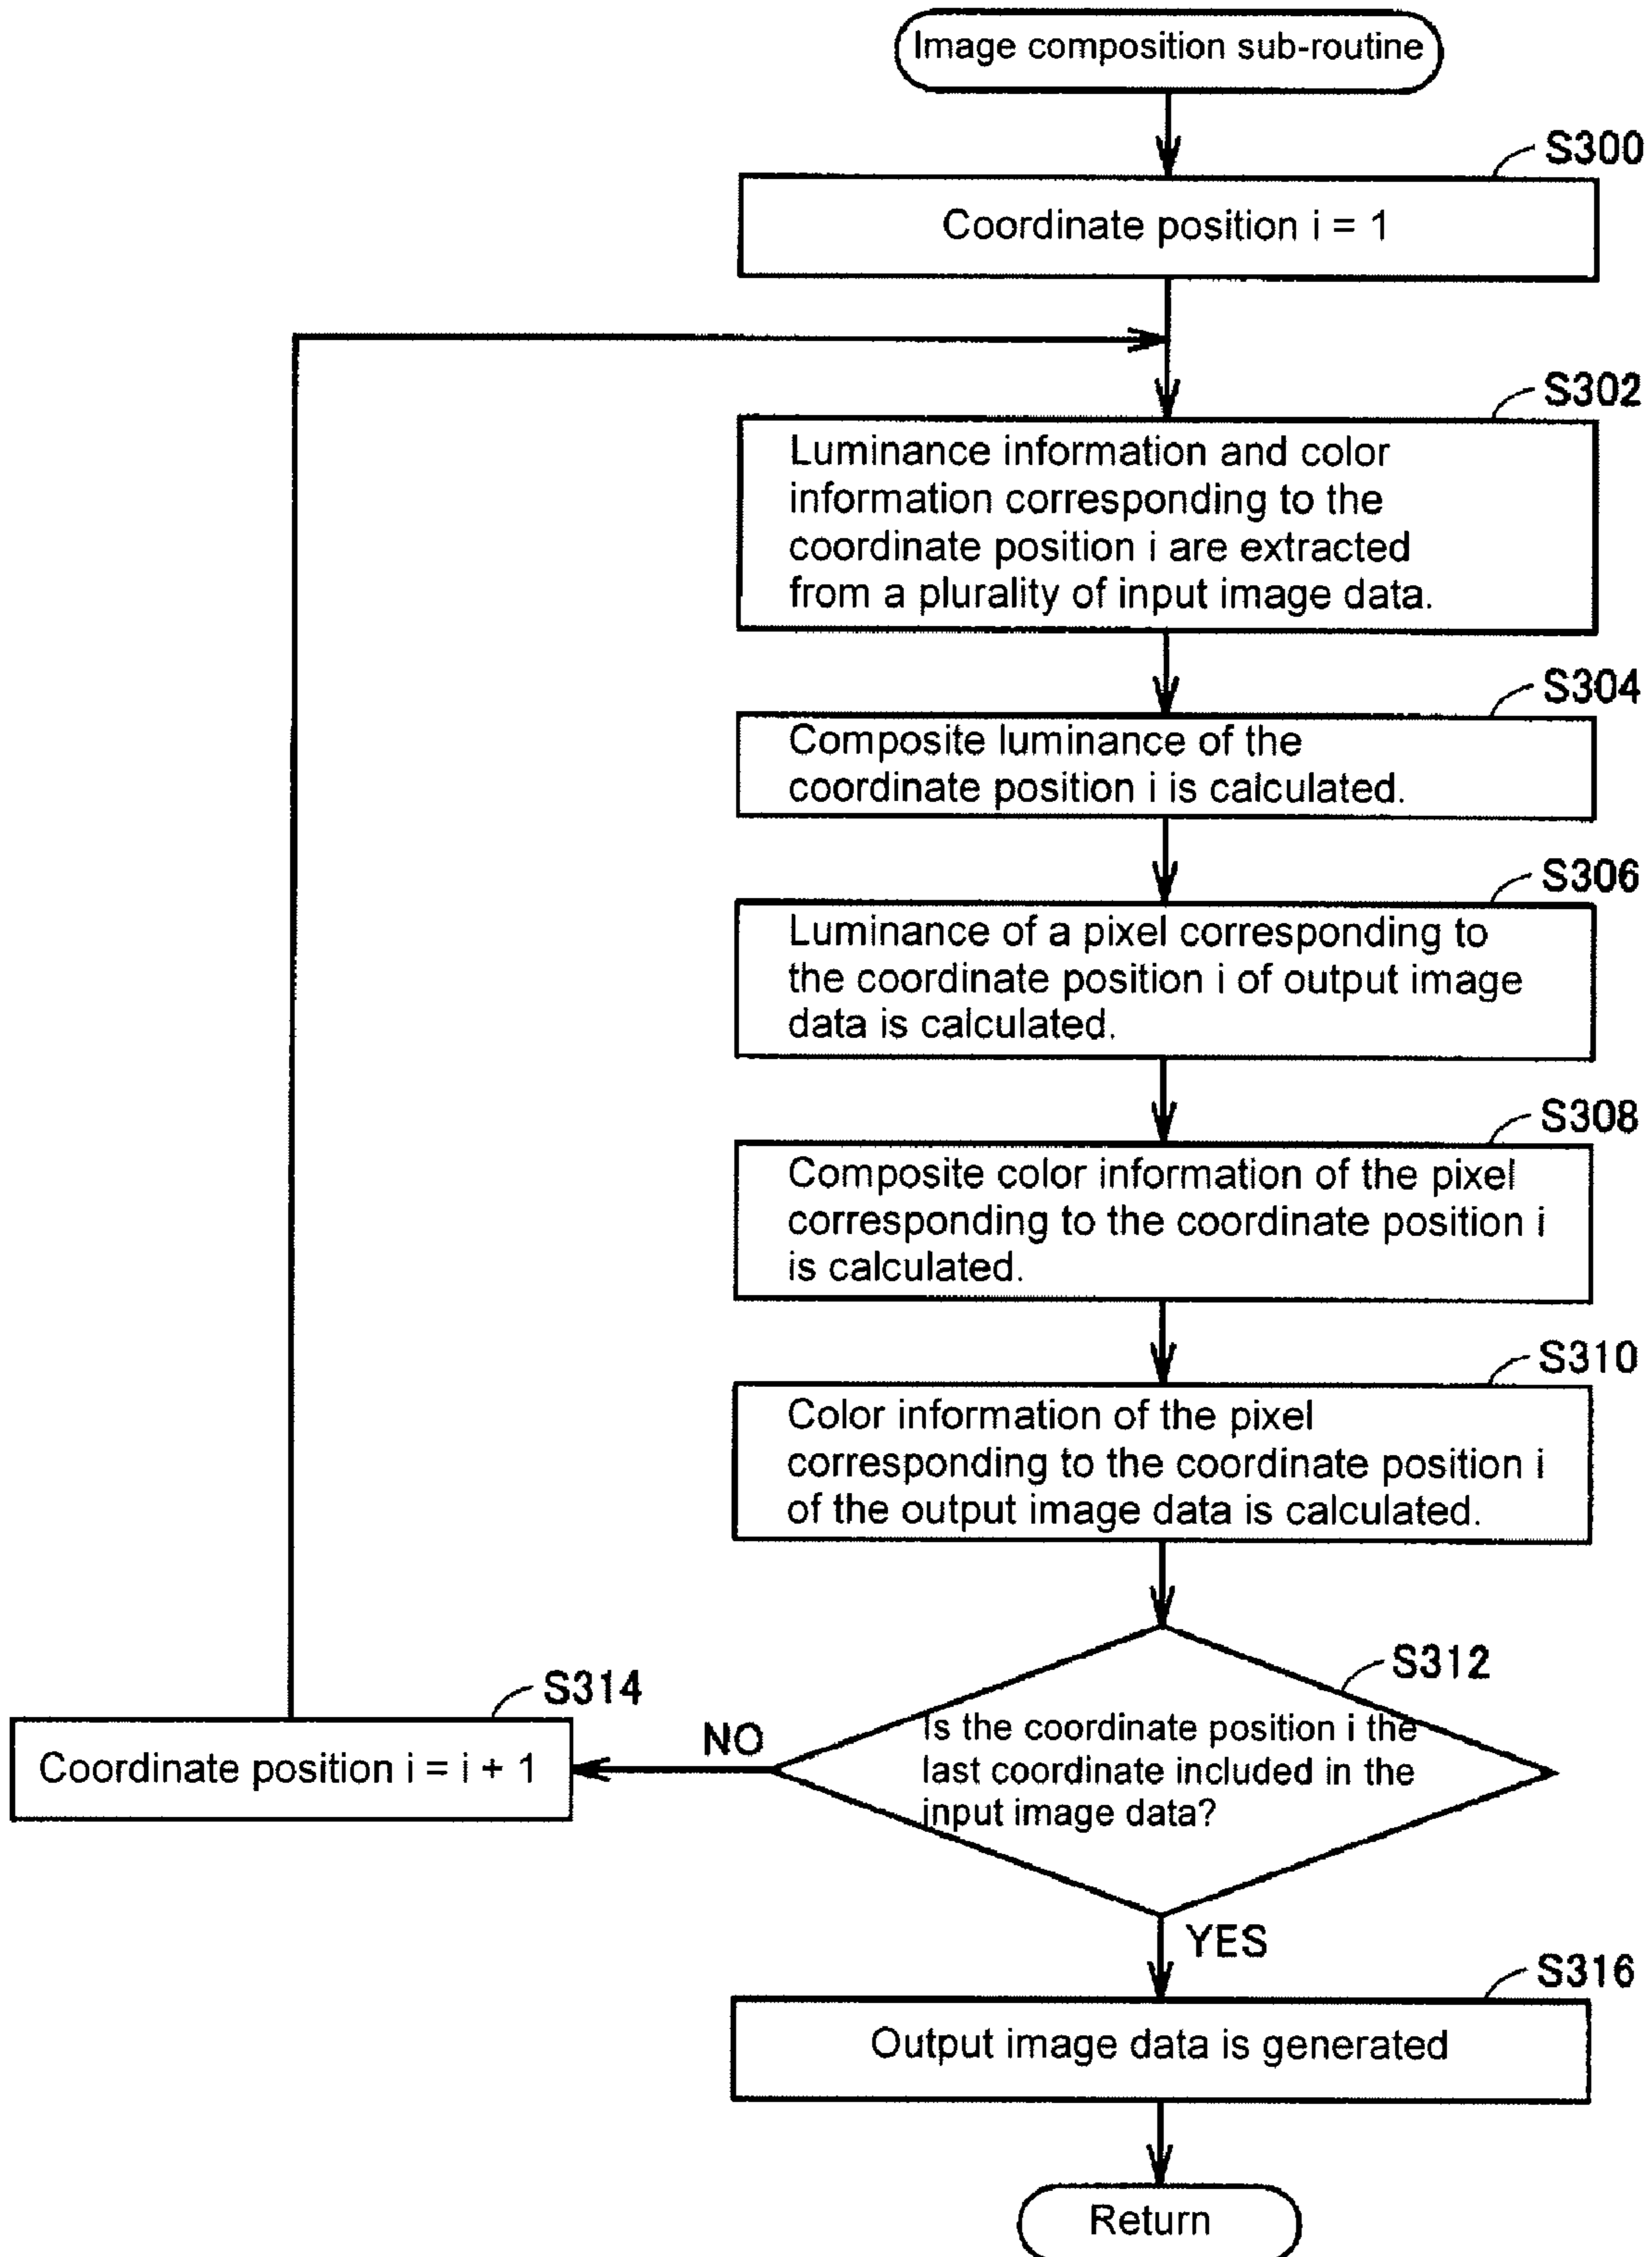 Image composition sub-routine
S300
Coordinate position i = 1
S302
Luminance information and color
information corresponding to the
coordinate position i are extracted
from a plurality of input image data.
S304
Composite luminance of the
coordinate position i is calculated.
S306
Luminance of a pixel corresponding to
the coordinate position i of output image
data is calculated.
S308
Composite color information of the pixel
corresponding to the coordinate position i
is calculated.
S310
Color information of the pixel
corresponding to the coordinate position i
of the output image data is calculated.
S312
Is the coordinate position i the
last coordinate included in the
input image data?
NO
S314
Coordinate position i = i + 1
YES
S316
Output image data is generated
Return